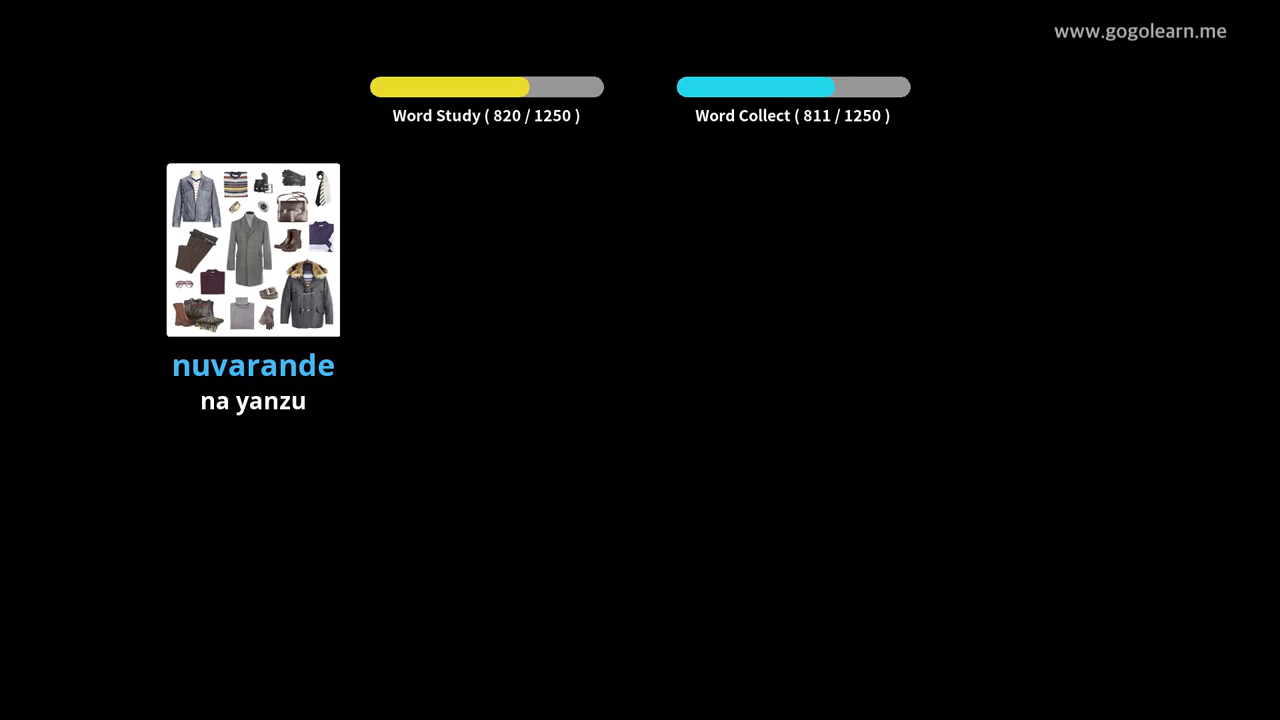 www.gogolearn.me
Word Study ( 820 / 1250 )
Word Collect ( 811 / 1250 )
nuvarande
na yanzu